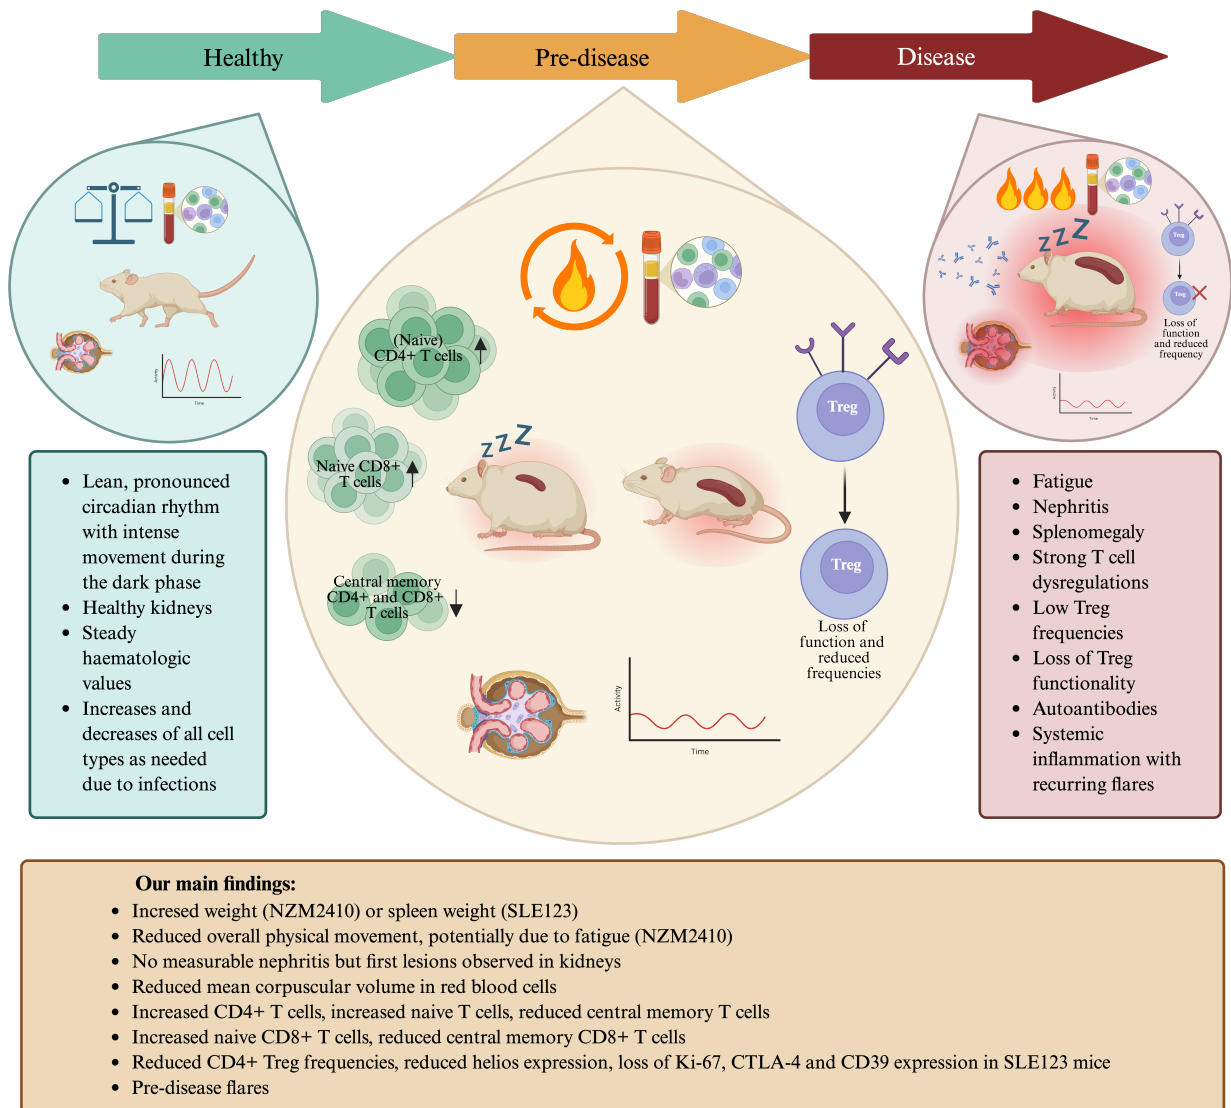 Healthy
Pre-disease
Disease
Activity
Time
(Naive)
CD4+ T cells
Naive CD8+
T cells
Central memory
CD4+ and CD8+
T cells
zzZ
Treg
Treg
Loss of
function and
reduced
frequencies
Activity
Time
zzZ
Treg
Treg
Loss of
function
and reduced
frequency
Activity
Time
• Lean, pronounced
circadian rhythm
with intense
movement during
the dark phase
• Healthy kidneys
• Steady
haematologic
values
• Increases and
decreases of all cell
types as needed
due to infections
• Fatigue
• Nephritis
• Splenomegaly
• Strong T cell
dysregulations
• Low Treg
frequencies
• Loss of Treg
functionality
• Autoantibodies
• Systemic
inflammation with
recurring flares
Our main findings:
• Incresed weight (NZM2410) or spleen weight (SLE123)
• Reduced overall physical movement, potentially due to fatigue (NZM2410)
• No measurable nephritis but first lesions observed in kidneys
• Reduced mean corpuscular volume in red blood cells
• Increased CD4+ T cells, increased naive T cells, reduced central memory T cells
• Increased naive CD8+ T cells, reduced central memory CD8+ T cells
• Reduced CD4+ Treg frequencies, reduced helios expression, loss of Ki-67, CTLA-4 and CD39 expression in SLE123 mice
• Pre-disease flares